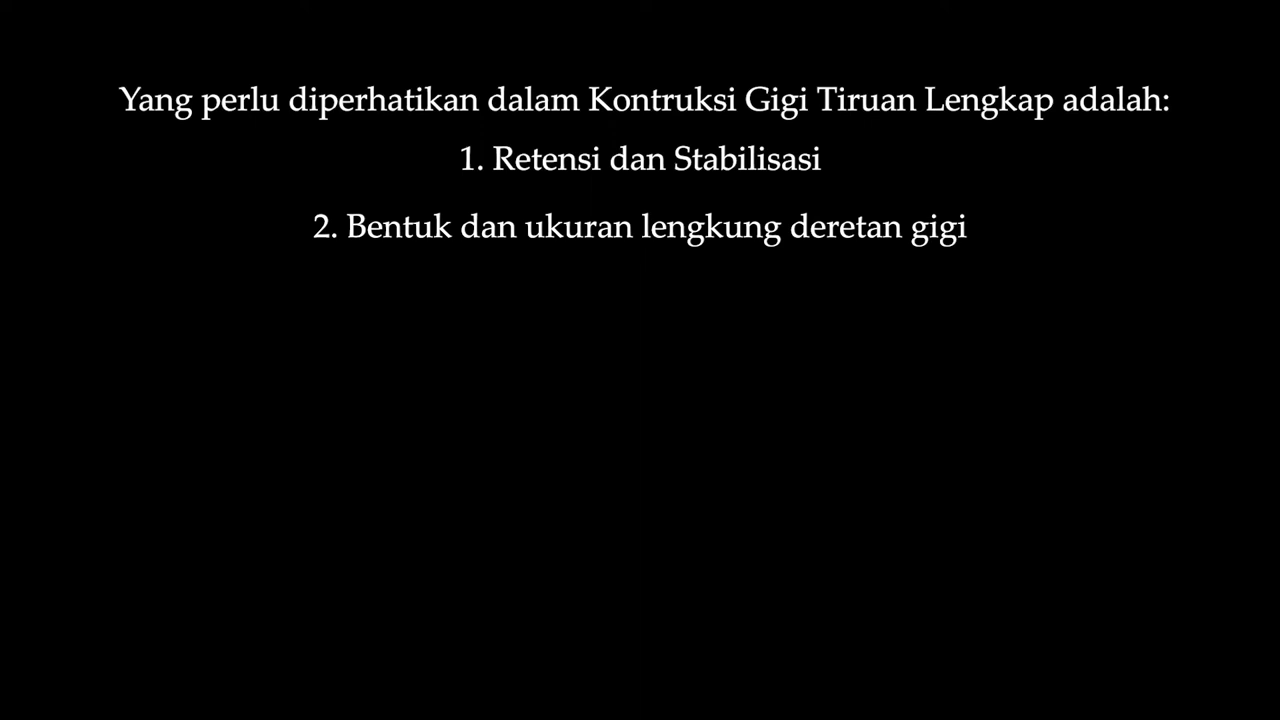 Yang perlu diperhatikan dalam Kontruksi Gigi Tiruan Lengkap adalah:
1. Retensi dan Stabilisasi
2. Bentuk dan ukuran lengkung deretan gigi